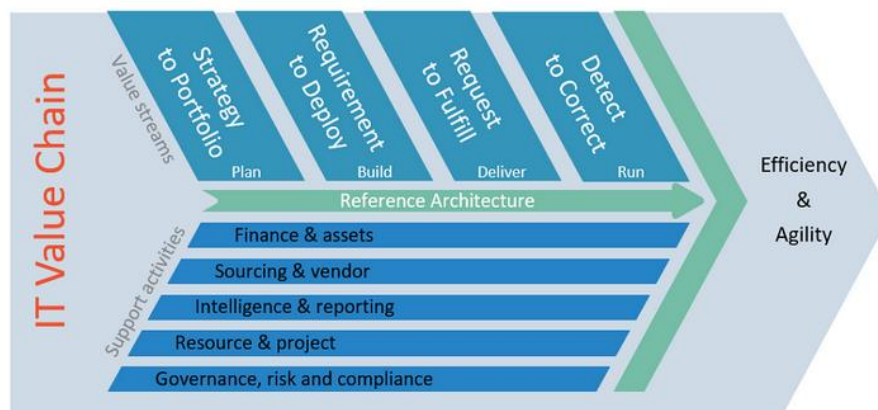 IT Value Chain
Value streams
Strategy
to Portfolio
Plan
Requirement
to Deploy
Build
Request
to Fulfill
Deliver
Detect
to Correct
Run
Reference Architecture
Efficiency
&
Agility
Support activities
Finance & assets
Sourcing & vendor
Intelligence & reporting
Resource & project
Governance, risk and compliance